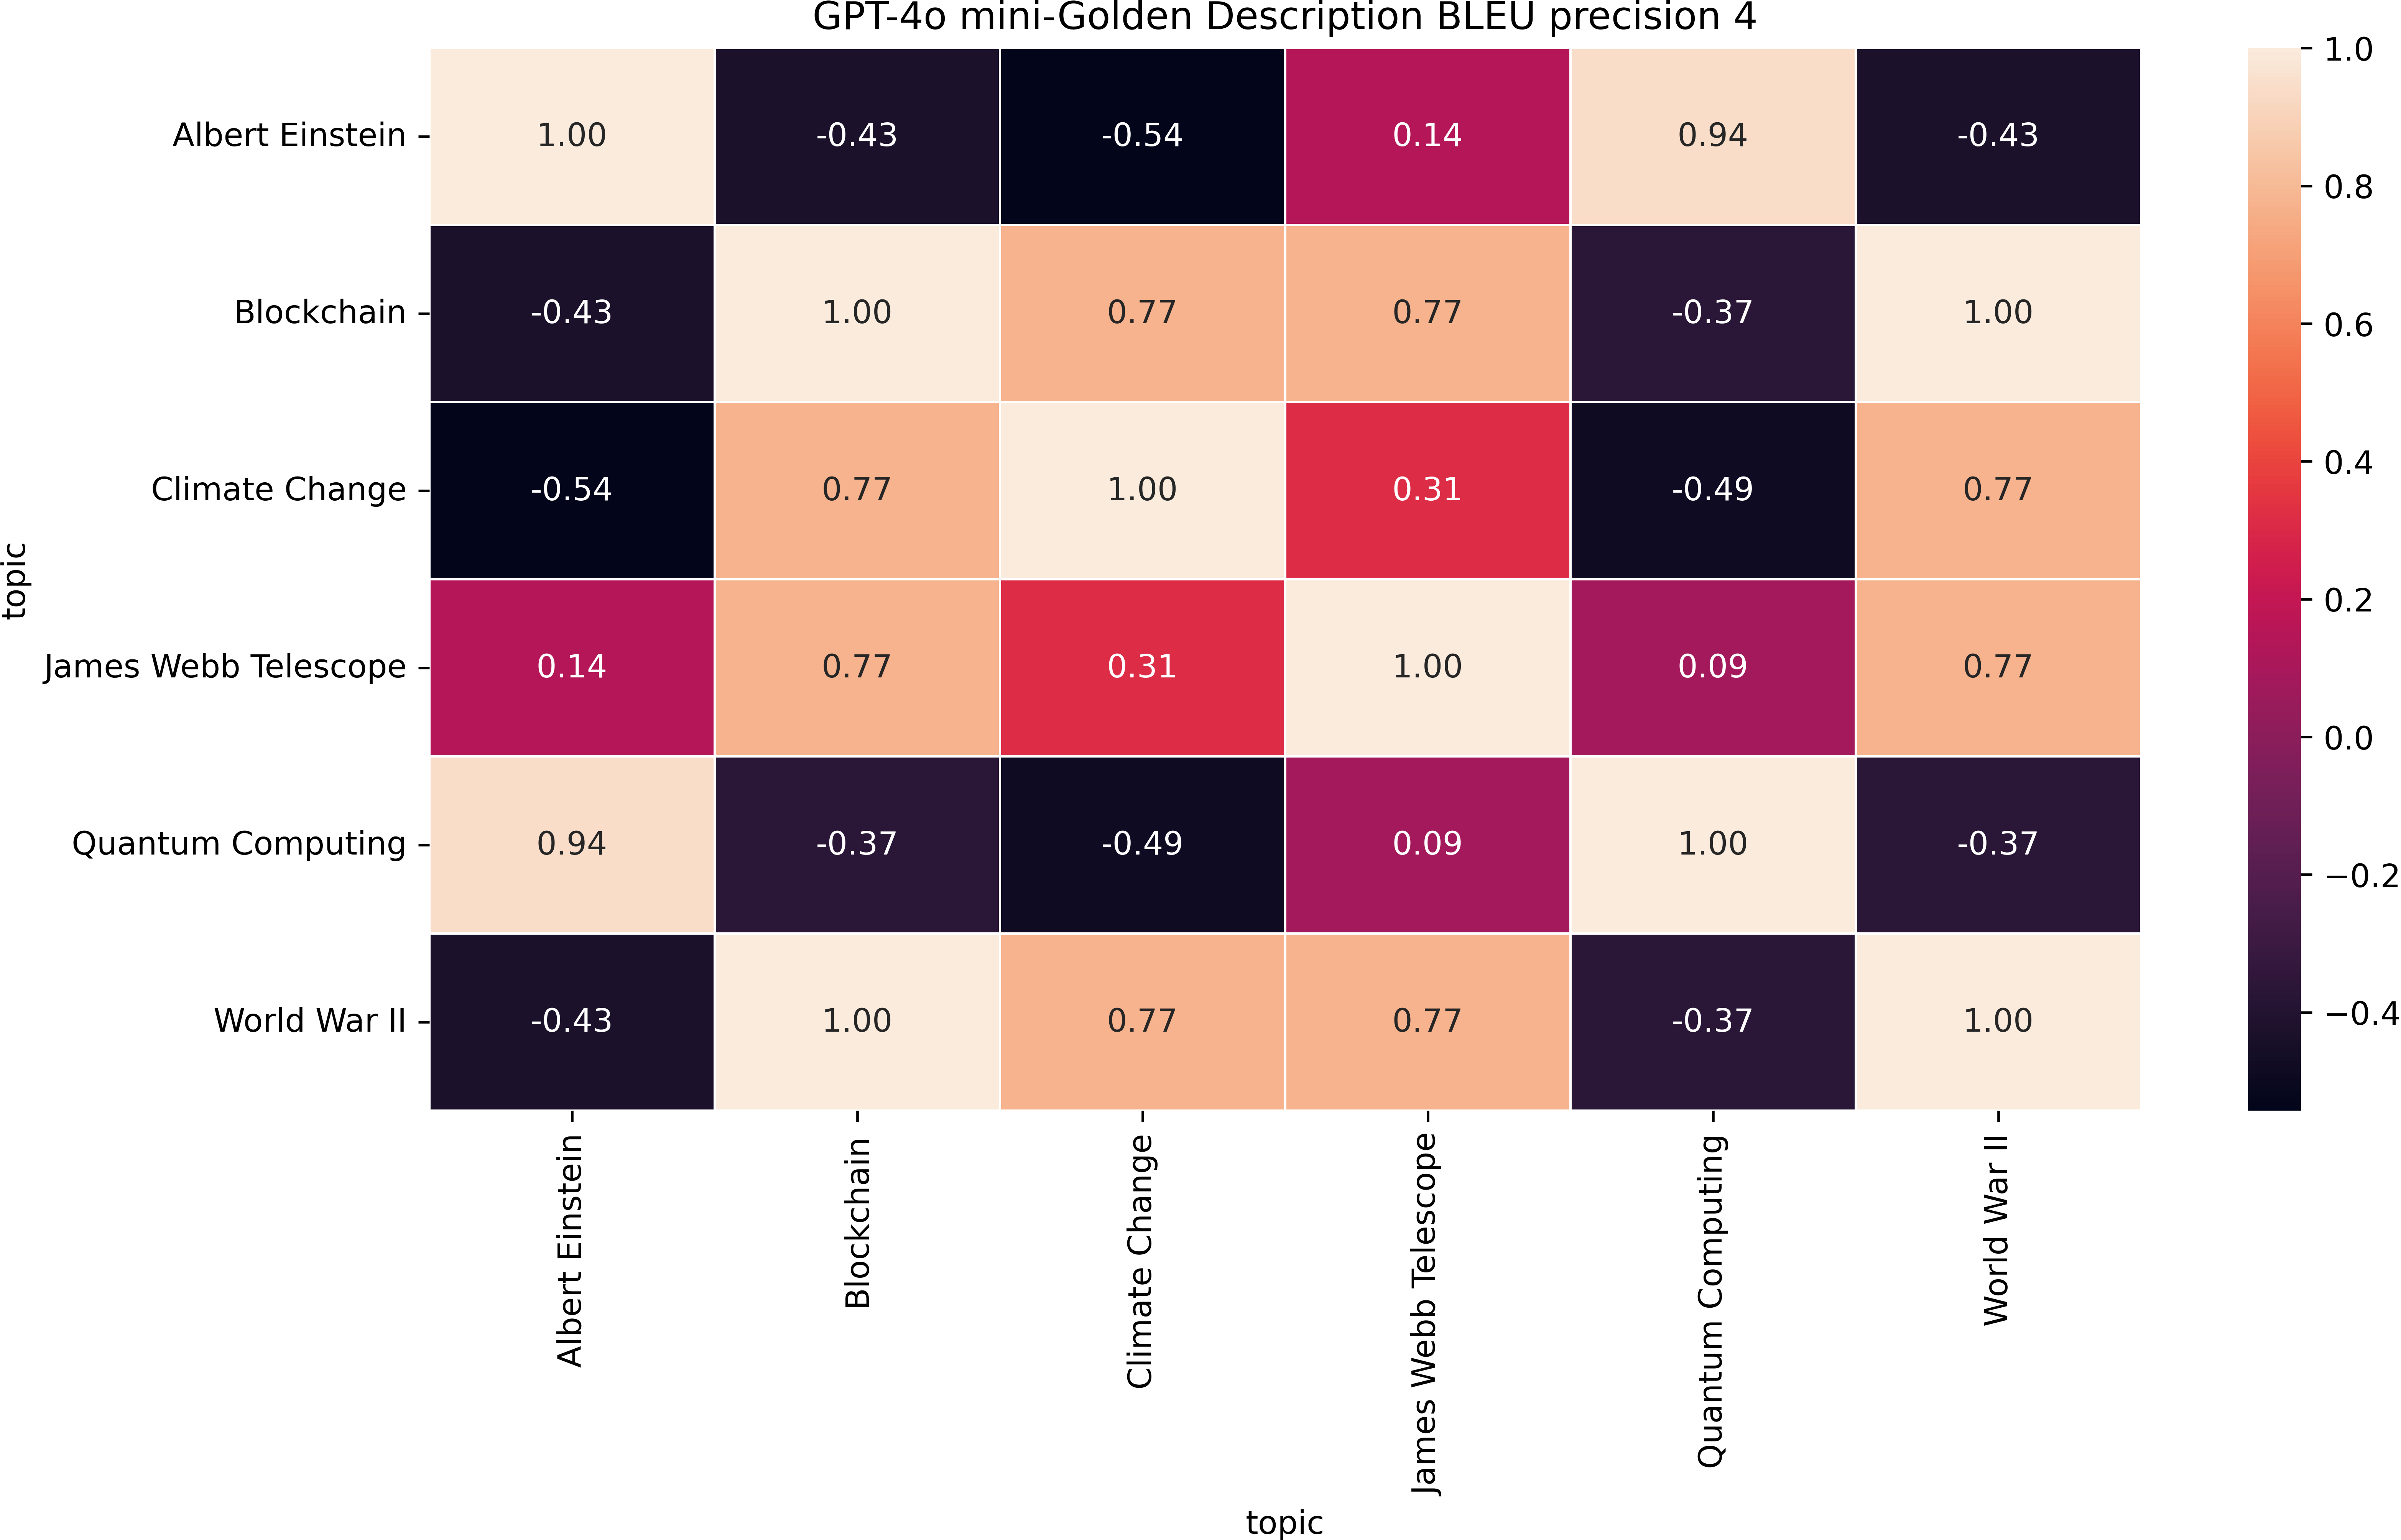 GPT-4o mini-Golden Description BLEU precision 4
topic
Albert Einstein 1.00 -0.43 -0.54 0.14 0.94 -0.43
Blockchain -0.43 1.00 0.77 0.77 -0.37 1.00
Climate Change -0.54 0.77 1.00 0.31 -0.49 0.77
James Webb Telescope 0.14 0.77 0.31 1.00 0.09 0.77
Quantum Computing 0.94 -0.37 -0.49 0.09 1.00 -0.37
World War II -0.43 1.00 0.77 0.77 -0.37 1.00
Albert Einstein
Blockchain
Climate Change
James Webb Telescope
Quantum Computing
World War II
topic
1.0
0.8
0.6
0.4
0.2
0.0
−0.2
−0.4